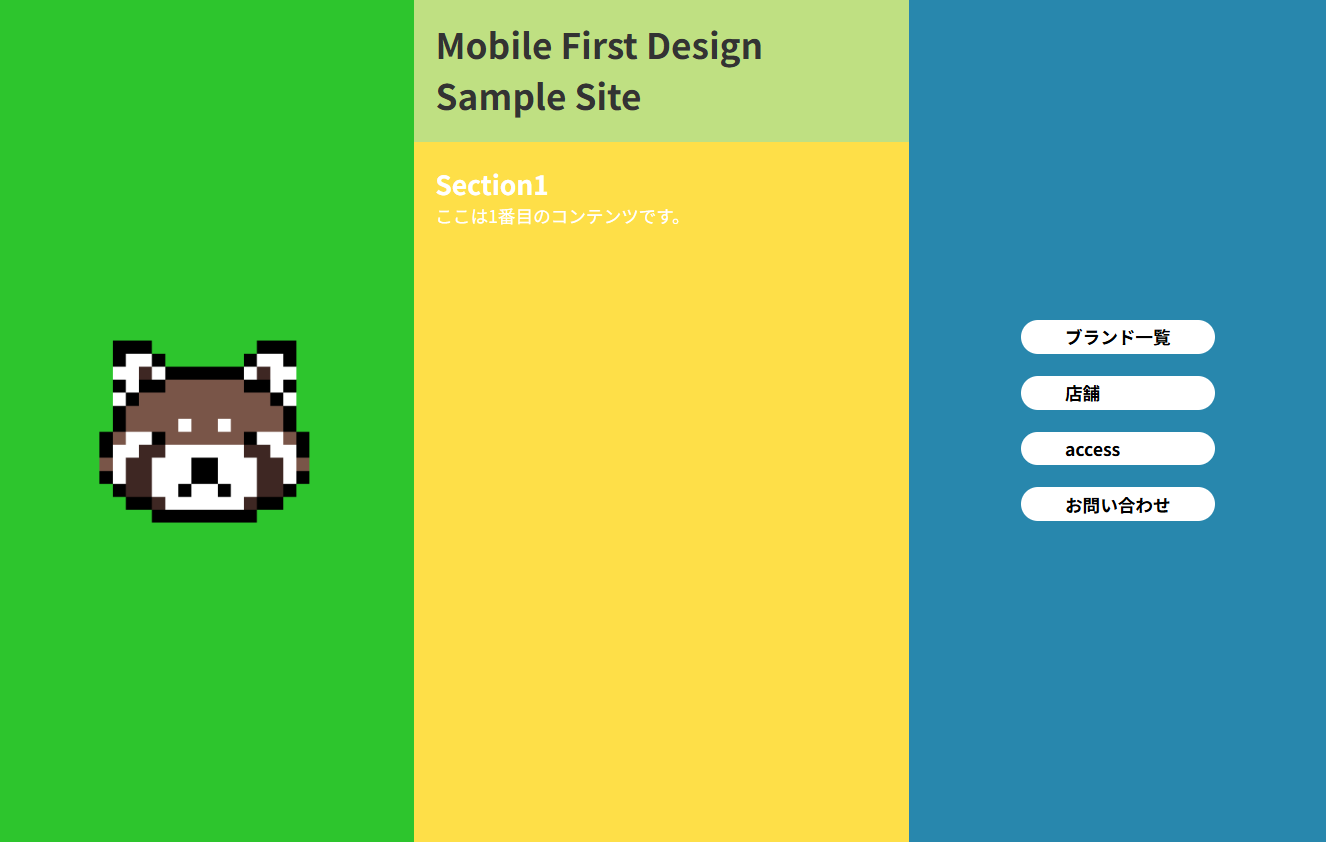 Mobile First Design
Sample Site
Section1
ここは1番目のコンテンツです。
ブランド一覧
店舗
access
お問い合わせ